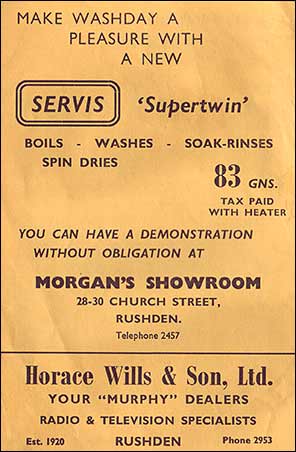 MAKE WASHDAY A
PLEASURE WITH
A NEW
SERVIS 'Supertwin'
BOILS - WASHES - SOAK-RINSES
SPIN DRIES
83 GNS.
TAX PAID
WITH HEATER
YOU CAN HAVE A DEMONSTRATION
WITHOUT OBLIGATION AT
MORGAN'S SHOWROOM
28-30 CHURCH STREET,
RUSHDEN.
Telephone 2457
Horace Wills & Son, Ltd.
YOUR "MURPHY" DEALERS
RADIO & TELEVISION SPECIALISTS
Est. 1920 RUSHDEN Phone 2953